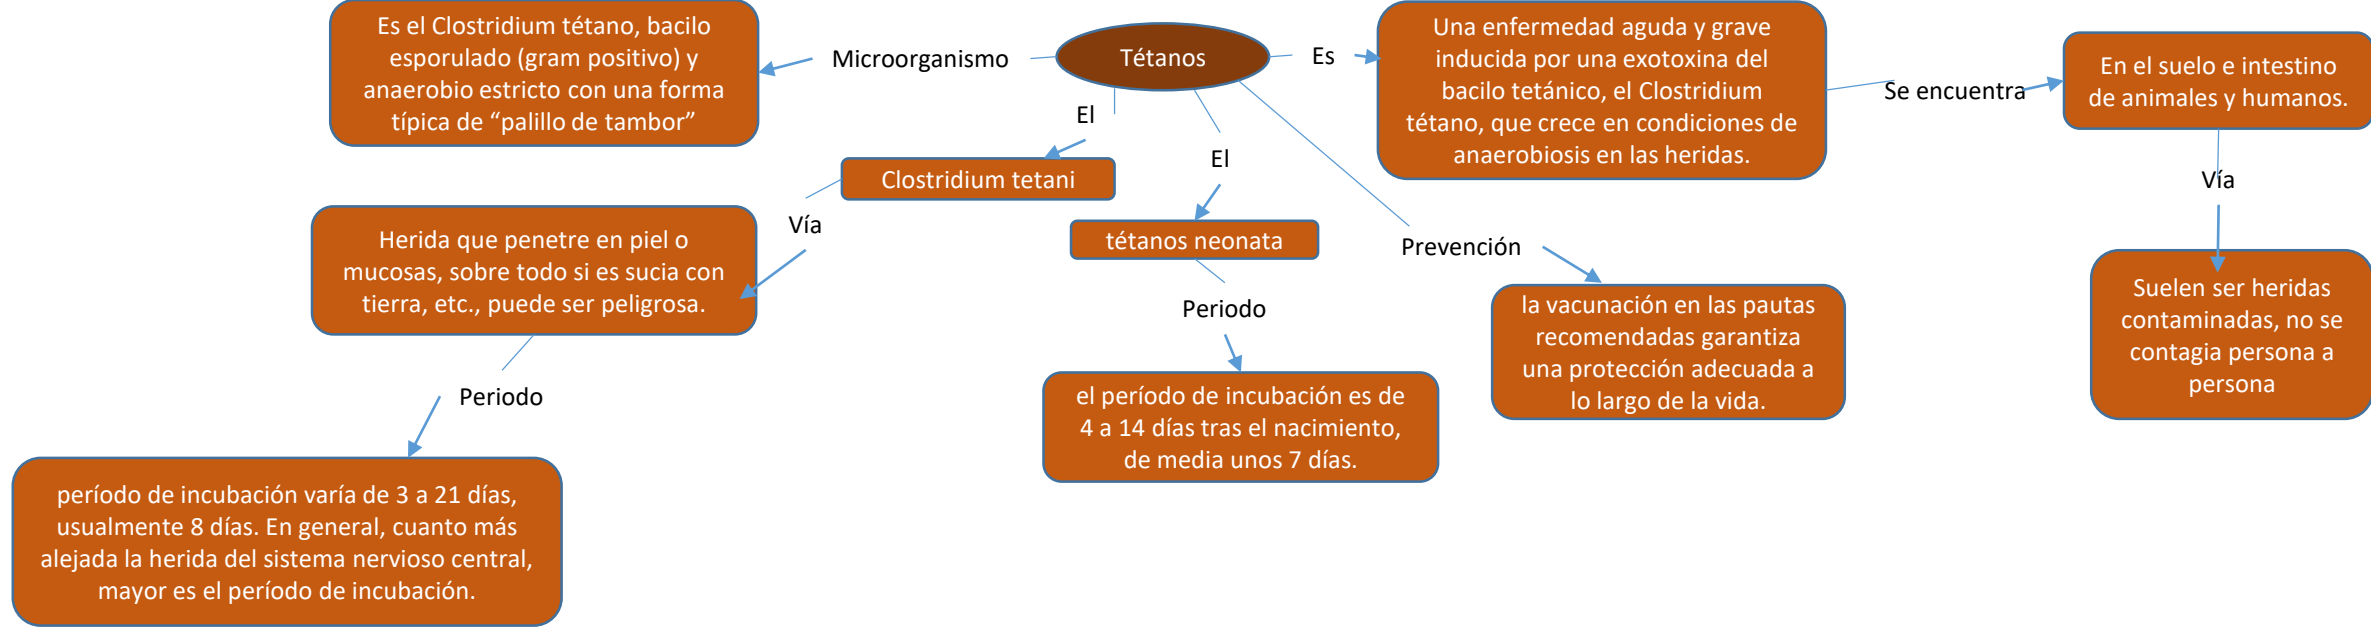 Es el Clostridium tétano, bacilo
esporulado (gram positivo) y
anaerobio estricto con una forma
típica de “palillo de tambor”
Microorganismo
Tétanos
Es
Una enfermedad aguda y grave
inducida por una exotoxina del
bacilo tetánico, el Clostridium
tétano, que crece en condiciones de
anaerobiosis en las heridas.
Se encuentra
En el suelo e intestino
de animales y humanos.
El
Clostridium tetani
El
tétanos neonata
Vía
Herida que penetre en piel o
mucosas, sobre todo si es sucia con
tierra, etc., puede ser peligrosa.
Prevención
la vacunación en las pautas
recomendadas garantiza
una protección adecuada a
lo largo de la vida.
Vía
Suelen ser heridas
contaminadas, no se
contagia persona a
persona
Periodo
el período de incubación es de
4 a 14 días tras el nacimiento,
de media unos 7 días.
Periodo
período de incubación varía de 3 a 21 días,
usualmente 8 días. En general, cuanto más
alejada la herida del sistema nervioso central,
mayor es el período de incubación.